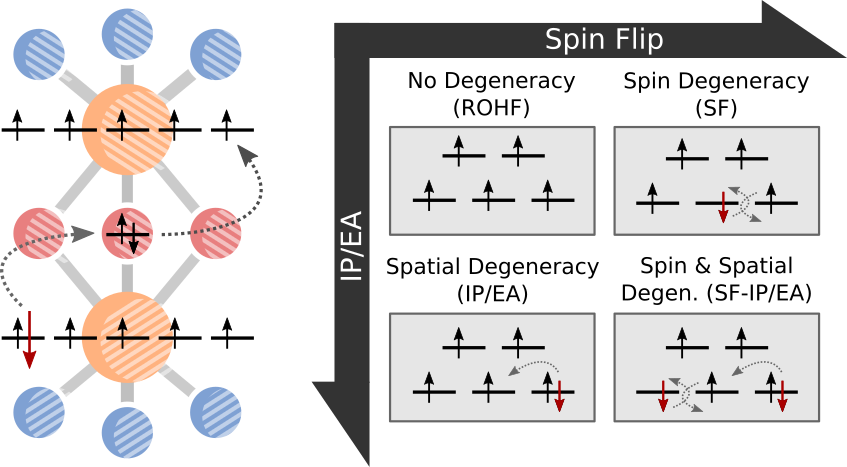 Spin Flip
IP/EA
No Degeneracy
(ROHF)
Spin Degeneracy
(SF)
Spatial Degeneracy
(IP/EA)
Spin & Spatial
Degen. (SF-IP/EA)